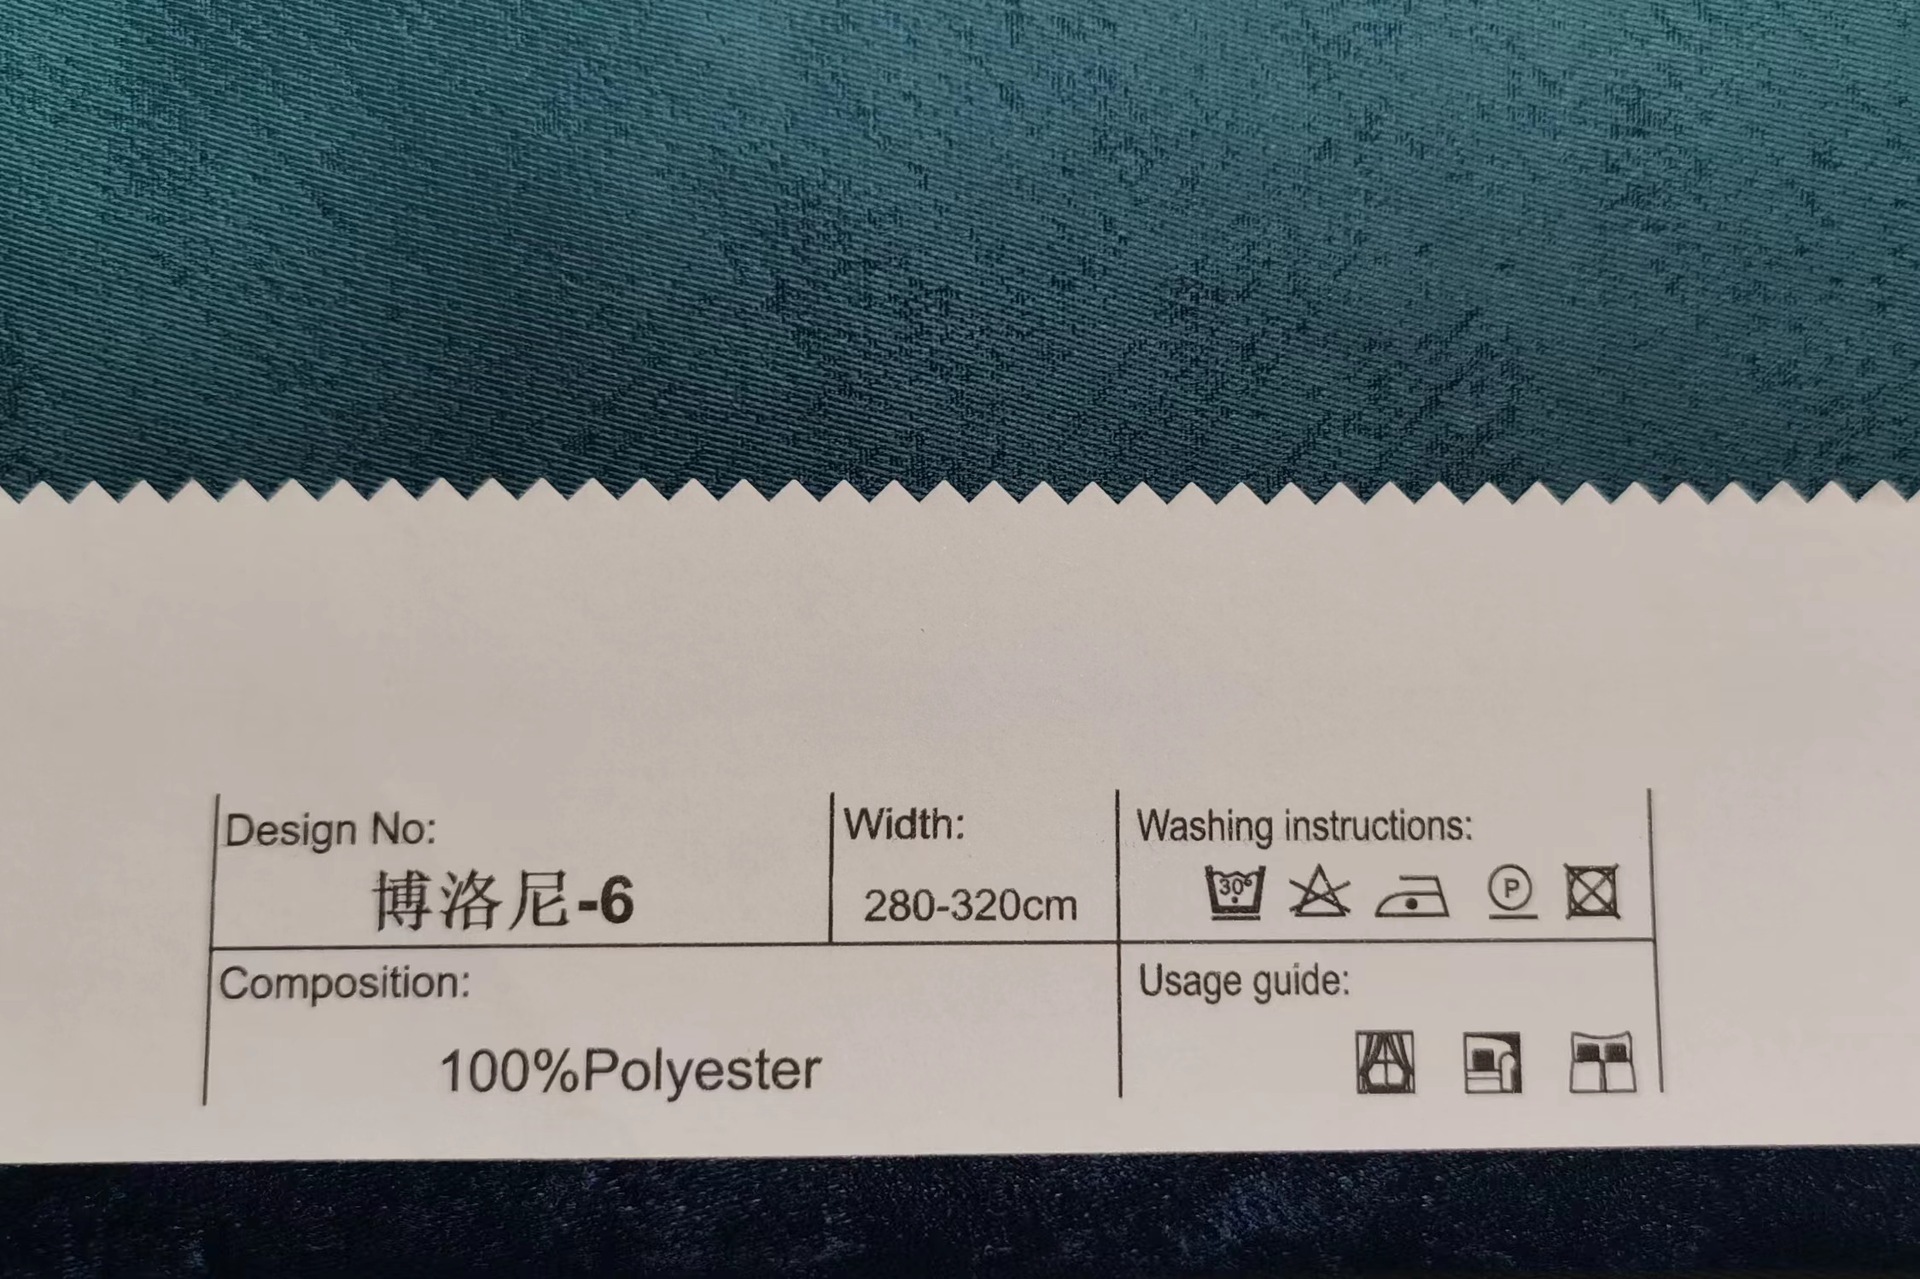 Design No:
博洛尼-6
Width:
280-320cm
Washing instructions:
30°
P
Composition:
100%Polyester
Usage guide: